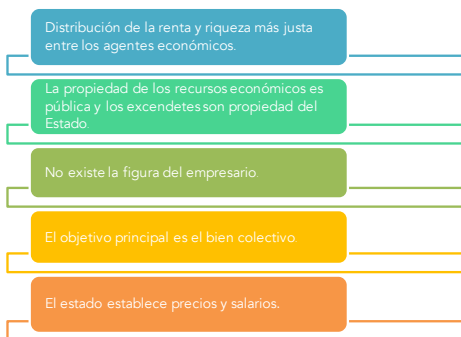 Distribución de la renta y riqueza más justa
entre los agentes económicos.
La propiedad de los recursos económicos es
pública y los excendetes son propiedad del
Estado.
No existe la figura del empresario.
El objetivo principal es el bien colectivo.
El estado establece precios y salarios.